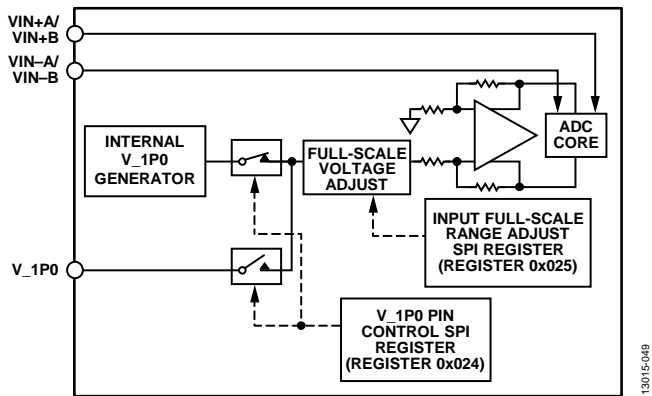 VIN+A/
VIN+B
VIN–A/
VIN–B
INTERNAL
V_1P0
GENERATOR
FULL-SCALE
VOLTAGE
ADJUST
ADC
CORE
INPUT FULL-SCALE
RANGE ADJUST
SPI REGISTER
(REGISTER 0x025)
V_1P0
V_1P0 PIN
CONTROL SPI
REGISTER
(REGISTER 0x024)
13015-049